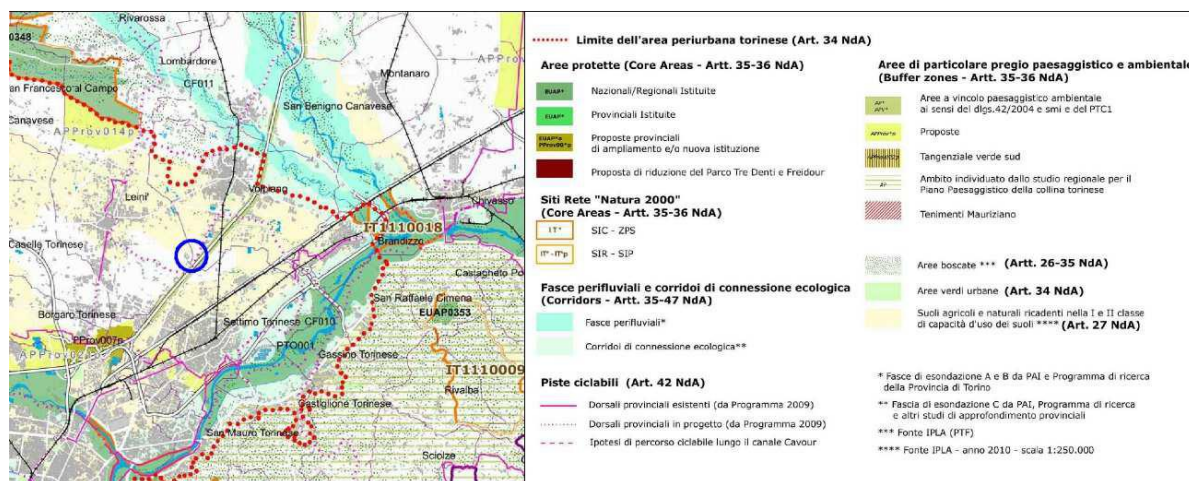 Rivarossa
0348
Lombardore
CF011
Montanaro
an Francesco al Campo
San Benigno Canavese
Canavese
APProv014p
Volpiano
Leini'
Chivasso
IT1110018
Brandizzo
Caselle Torinese
Castagneto Po
San Raffaele Cimena
EUAP0353
Borgaro Torinese
Settimo Torinese
CF010
PProv007p
PTO001
Gassino Torinese
IT1110009
Rivalba
Castiglione Torinese
San Mauro Torinese
Sciolze
Limite dell'area periurbana torinese (Art. 34 NdA)
Aree protette (Core Areas - Artt. 35-36 NdA)
EUAP*
Nazionali/Regionali Istituite
EUAP*
Provinciali Istituite
EUAP**p
PProv00*p
Proposte provinciali
di ampliamento e/o nuova istituzione
Proposta di riduzione del Parco Tre Denti e Freidour
Siti Rete "Natura 2000"
(Core Areas - Artt. 35-36 NdA)
IT*
SIC - ZPS
IT* -IT*p
SIR - SIP
Fasce perifluviali e corridoi di connessione ecologica
(Corridors - Artt. 35-47 NdA)
Fasce perifluviali*
Corridoi di connessione ecologica**
Piste ciclabili (Art. 42 NdA)
Dorsali provinciali esistenti (da Programma 2009)
Dorsali provinciali in progetto (da Programma 2009)
Ipotesi di percorso ciclabile lungo il canale Cavour
Aree di particolare pregio paesaggistico e ambientale
(Buffer zones - Artt. 35-36 NdA)
Aree a vincolo paesaggistico ambientale
ai sensi del dlgs.42/2004 e smi e del PTC1
APProv*p
Proposte
Tangenziale verde sud
Ambito individuato dallo studio regionale per il
Piano Paesaggistico della collina torinese
Tenimenti Mauriziano
Aree boscate *** (Artt. 26-35 NdA)
Aree verdi urbane (Art. 34 NdA)
Suoli agricoli e naturali ricadenti nella I e II classe
di capacità d'uso dei suoli **** (Art. 27 NdA)
* Fasce di esondazione A e B da PAI e Programma di ricerca
della Provincia di Torino
** Fascia di esondazione C da PAI, Programma di ricerca
e altri studi di approfondimento provinciali
*** Fonte IPLA (PTF)
**** Fonte IPLA - anno 2010 - scala 1:250.000